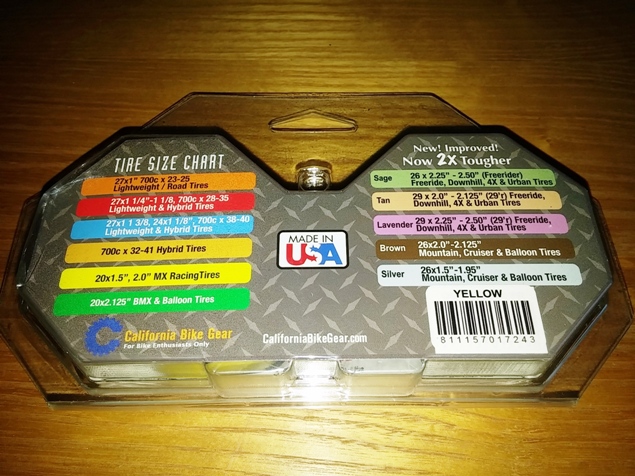 TIRE SIZE CHART
27x1" 700c x 23-25
Lightweight / Road Tires
27x1 1/4"-1 1/8, 700c x 28-35
Lightweight & Hybrid Tires
27x1 1 3/8, 24x1 1/8", 700c x 38-40
Lightweight & Hybrid Tires
700c x 32-41 Hybrid Tires
20x1.5", 2.0" MX RacingTires
20x2.125" BMX & Balloon Tires
California Bike Gear
For Bike Enthusiasts Only
MADE IN
USA
CaliforniaBikeGear.com
New! Improved!
Now 2X Tougher
Sage 26 x 2.25" - 2.50" (Freerider)
Freeride, Downhill, 4X & Urban Tires
Tan 29 x 2.0" - 2.125" (29'r) Freeride,
Downhill, 4X & Urban Tires
Lavender 29 x 2.25" - 2.50" (29'r) Freeride,
Downhill, 4X & Urban Tires
Brown 26x2.0"-2.125"
Mountain, Cruiser & Balloon Tires
Silver 26x1.5"-1.95"
Mountain, Cruiser & Balloon Tires
YELLOW
811157017243